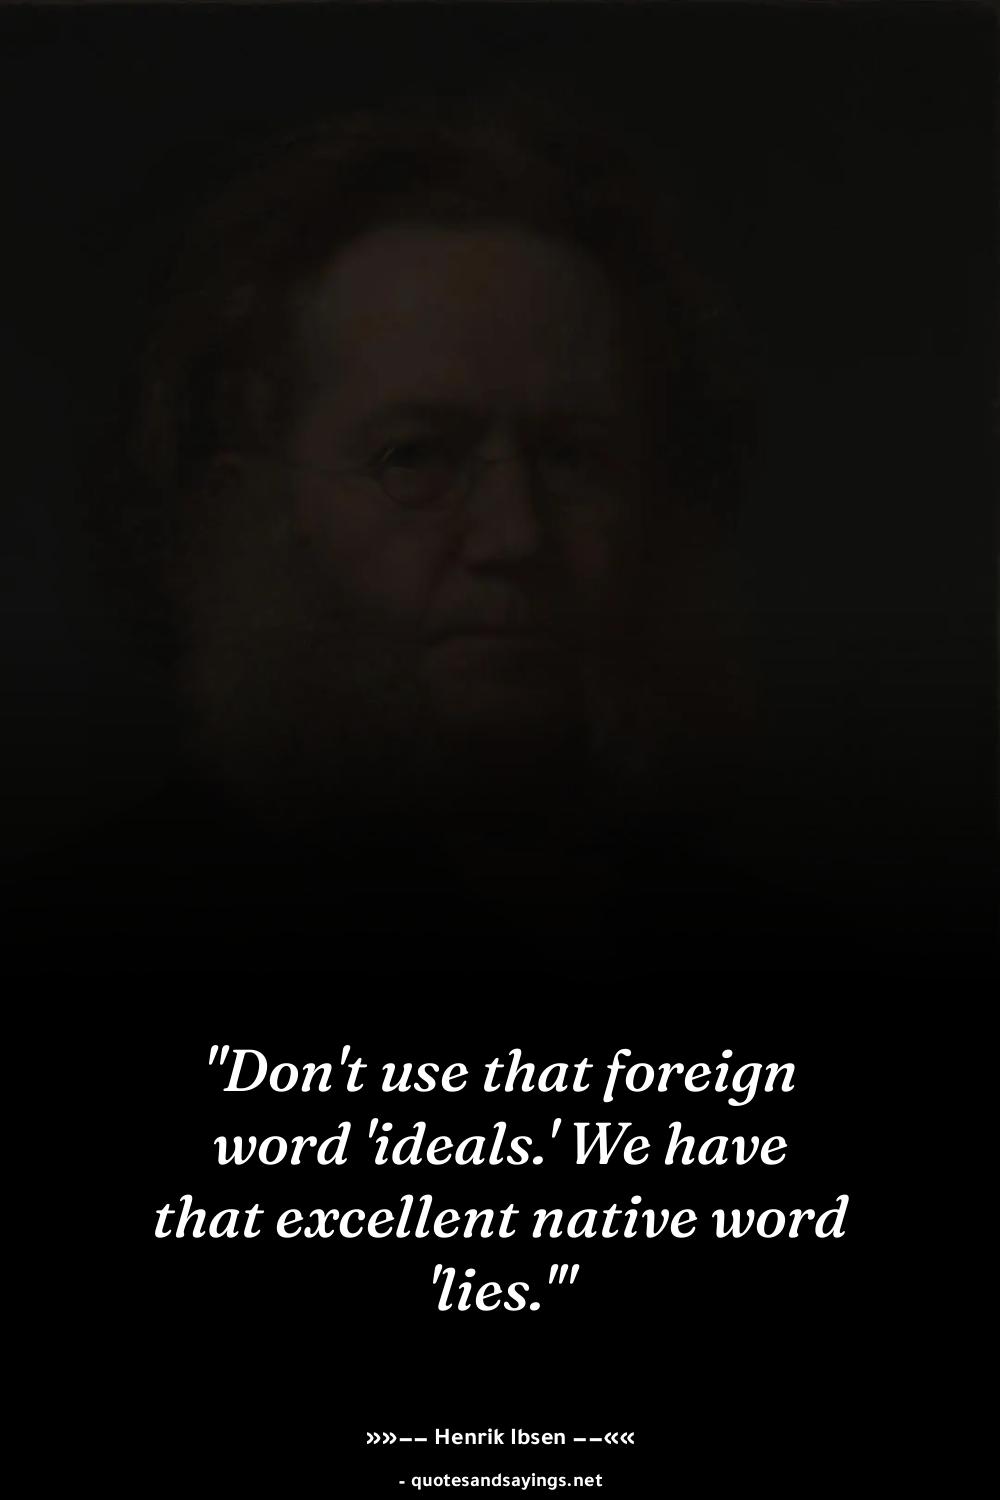 "Don't use that foreign
word 'ideals.' We have
that excellent native word
'lies.'"
»»−− Henrik Ibsen −−««
- quotesandsayings.net